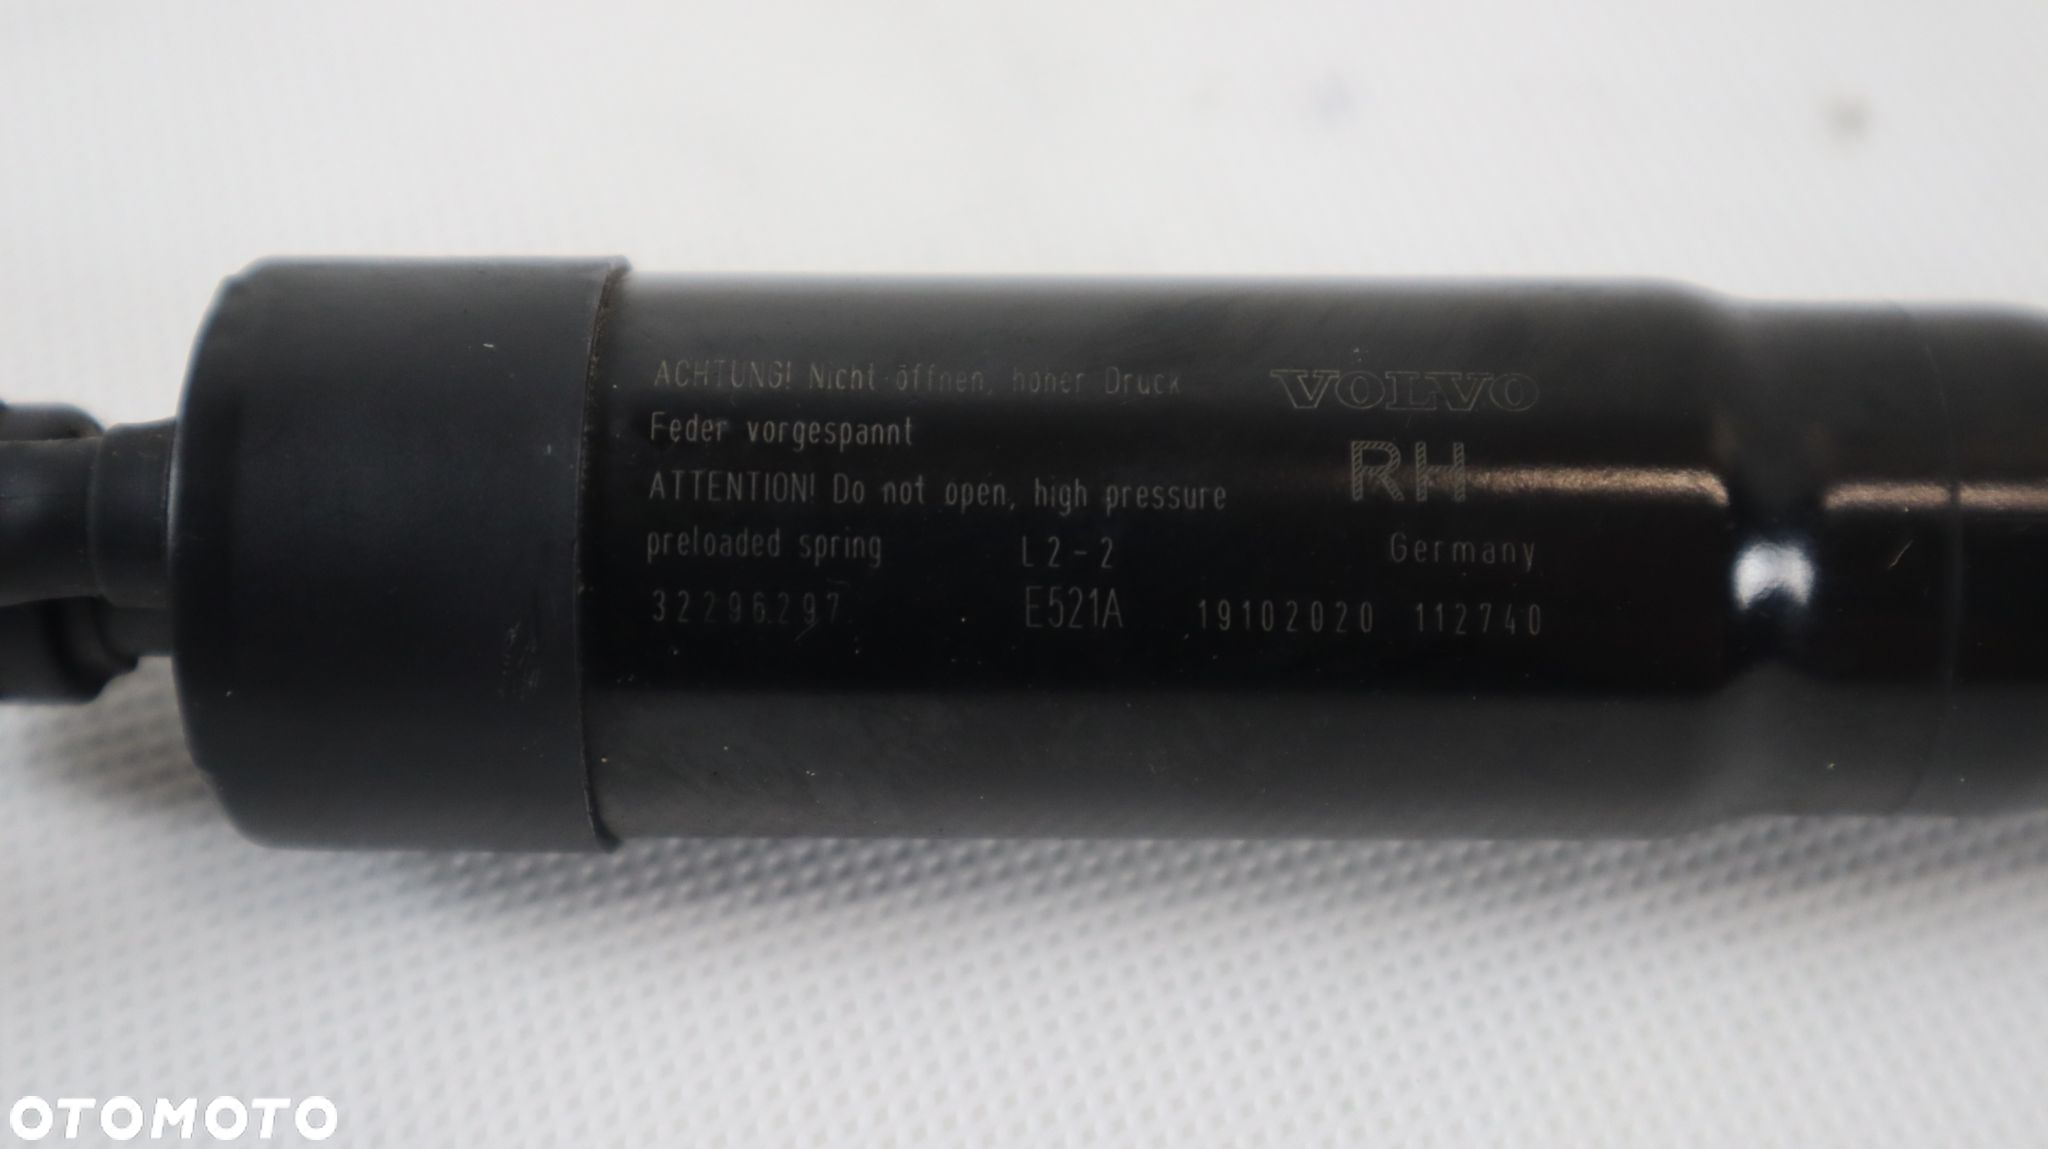 ACHTUNG! Nicht öffnen, hoher Druck
Feder vorgespannt
ATTENTION! Do not open, high pressure
preloaded spring
VOLVO
RH
L2-2
Germany
32296297
E521A
19102020 112740
OTOMOTO